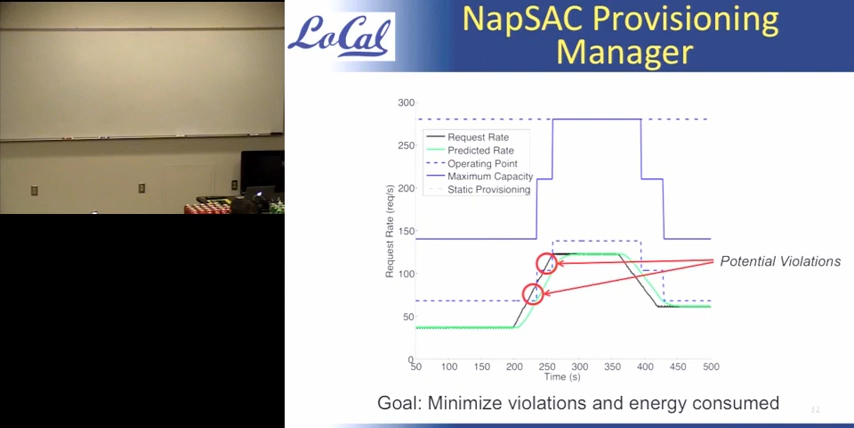 LoCal
NapSAC Provisioning
Manager
300
250
200
150
100
50
0
Request Rate (req/s)
Request Rate
Predicted Rate
Operating Point
Maximum Capacity
Static Provisioning
Potential Violations
50 100 150 200 250 300 350 400 450 500
Time (s)
Goal: Minimize violations and energy consumed